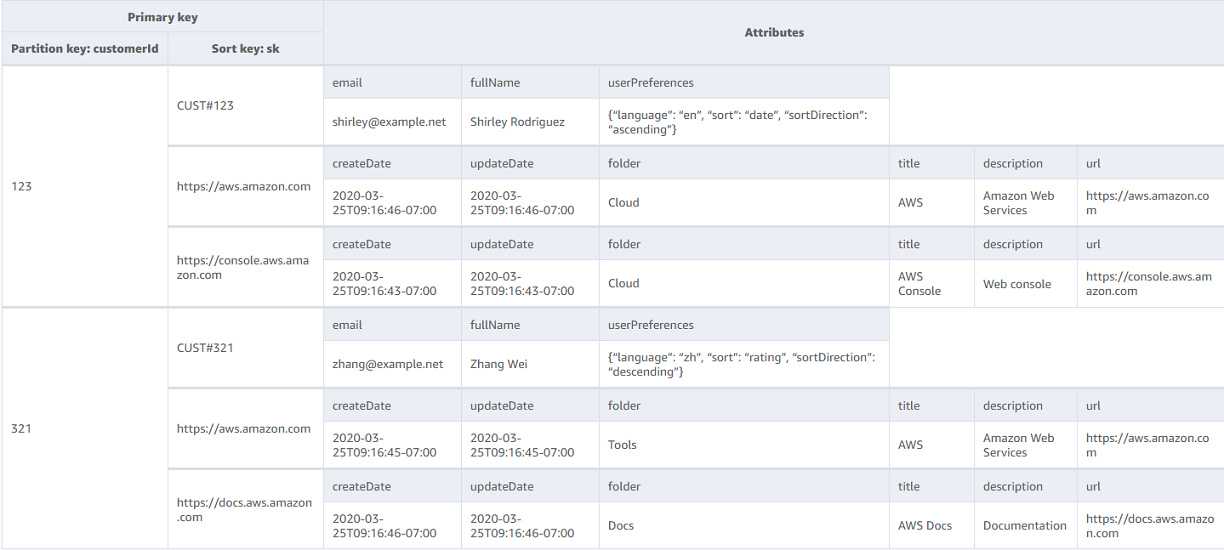 Primary key
Attributes
Partition key: customerId
Sort key: sk
123
CUST#123
email
fullName
userPreferences
shirley@example.net
Shirley Rodriguez
{“language”: “en”, “sort”: “date”, “sortDirection”:
“ascending”}
https://aws.amazon.com
createDate
updateDate
folder
title
description
url
2020-03-
25T09:16:46-07:00
2020-03-
25T09:16:46-07:00
Cloud
AWS
Amazon Web
Services
https://aws.amazon.co
m
https://console.aws.ama
zon.com
createDate
updateDate
folder
title
description
url
2020-03-
25T09:16:43-07:00
2020-03-
25T09:16:43-07:00
Cloud
AWS
Console
Web console
https://console.aws.am
azon.com
321
CUST#321
email
fullName
userPreferences
zhang@example.net
Zhang Wei
{“language”: “zh”, “sort”: “rating”, “sortDirection”:
“descending”}
https://aws.amazon.com
createDate
updateDate
folder
title
description
url
2020-03-
25T09:16:45-07:00
2020-03-
25T09:16:45-07:00
Tools
AWS
Amazon Web
Services
https://aws.amazon.co
m
https://docs.aws.amazon
.com
createDate
updateDate
folder
title
description
url
2020-03-
25T09:16:46-07:00
2020-03-
25T09:16:46-07:00
Docs
AWS Docs
Documentation
https://docs.aws.amazo
n.com